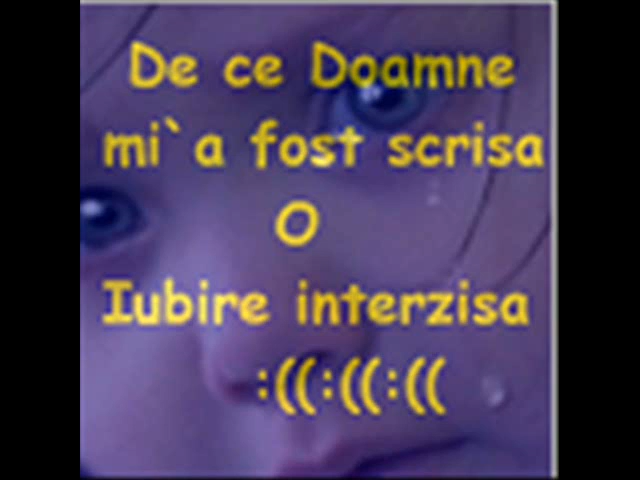 De ce Doamne
mi`a fost scrisa
O
Iubire interzisa
:((:((:((